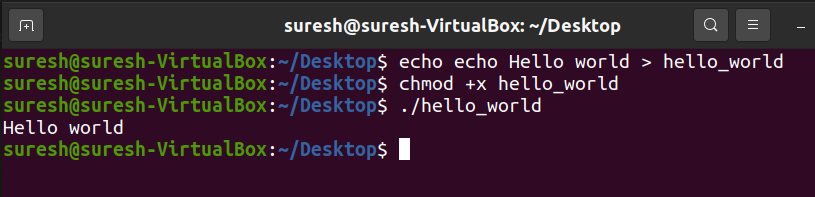 suresh@suresh-VirtualBox: ~/Desktop
suresh@suresh-VirtualBox:~/Desktop$ echo echo Hello world > hello_world
suresh@suresh-VirtualBox:~/Desktop$ chmod +x hello_world
suresh@suresh-VirtualBox:~/Desktop$ ./hello_world
Hello world
suresh@suresh-VirtualBox:~/Desktop$